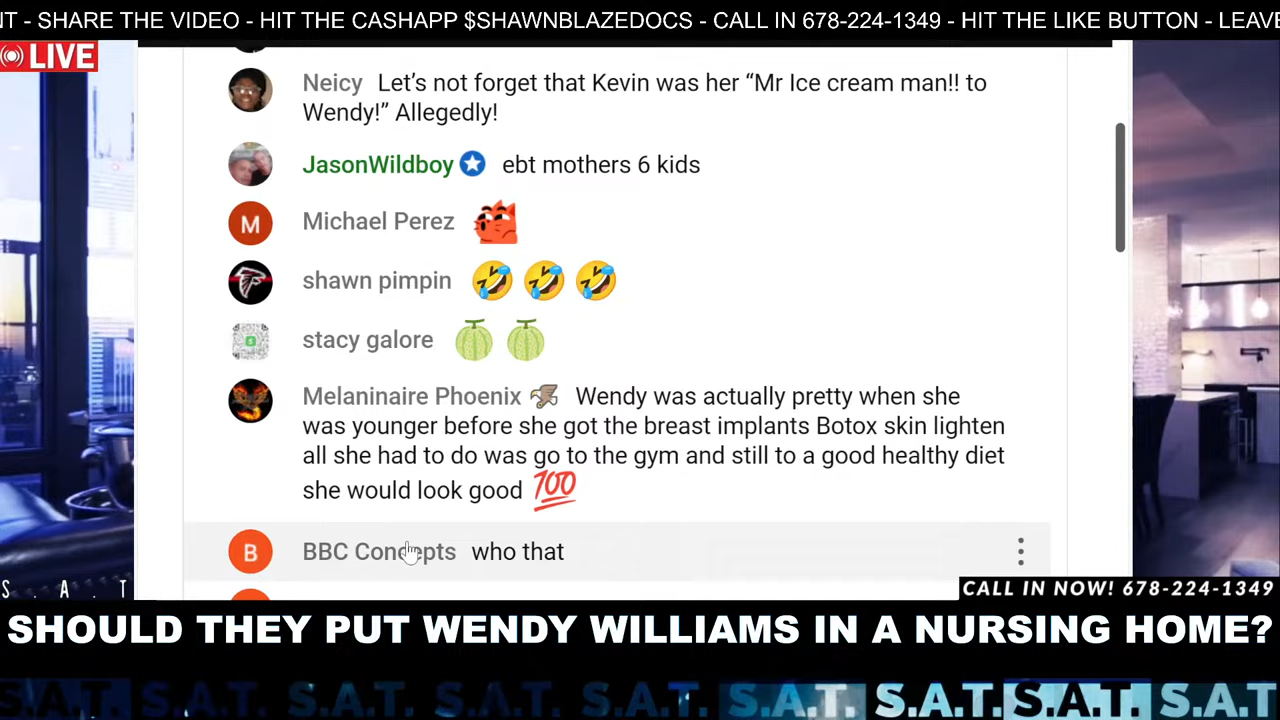 NT - SHARE THE VIDEO - HIT THE CASHAPP $SHAWNBLAZEDOCS - CALL IN 678-224-1349 - HIT THE LIKE BUTTON - LEAVE
LIVE
Neicy Let’s not forget that Kevin was her “Mr Ice cream man!! to
Wendy!” Allegedly!
JasonWildboy ebt mothers 6 kids
M Michael Perez
shawn pimpin 🤣🤣🤣
stacy galore 🍈🍈
Melaninaire Phoenix Wendy was actually pretty when she
was younger before she got the breast implants Botox skin lighten
all she had to do was go to the gym and still to a good healthy diet
she would look good 💯
B BBC Concepts who that
S. A. T
CALL IN NOW! 678-224-1349
SHOULD THEY PUT WENDY WILLIAMS IN A NURSING HOME?
S.A.T. S.A.T. S.A.T. S.A.T. S.A.T. S.A.T. S.A.T. S.A.T